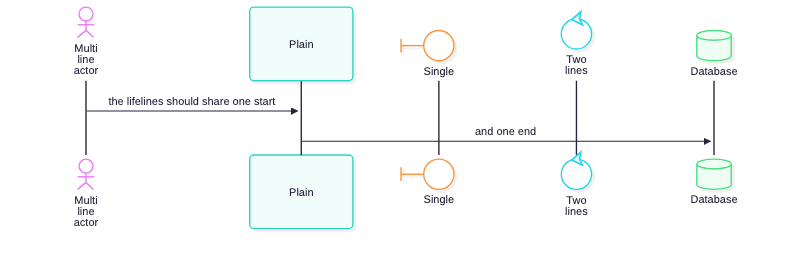 Multi
line
actor
Plain
Single
Two
lines
Database
the lifelines should share one start
and one end
Multi
line
actor
Plain
Single
Two
lines
Database